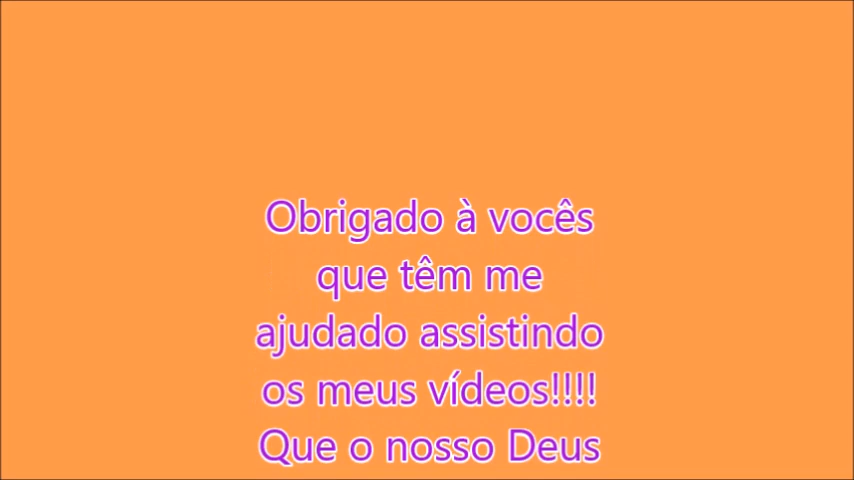 Obrigado à vocês
que têm me
ajudado assistindo
os meus vídeos!!!!
Que o nosso Deus